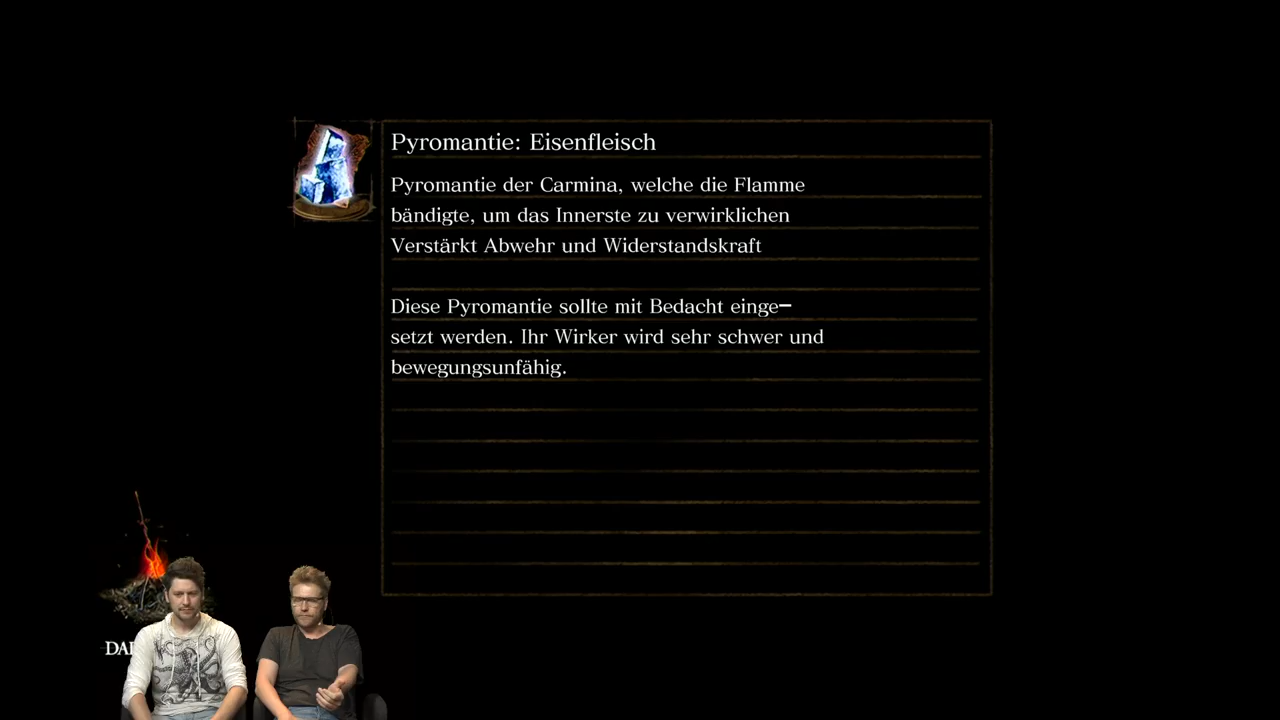 Pyromantie: Eisenfleisch
Pyromantie der Carmina, welche die Flamme
bändigte, um das Innerste zu verwirklichen
Verstärkt Abwehr und Widerstandskraft
Diese Pyromantie sollte mit Bedacht einge-
setzt werden. Ihr Wirker wird sehr schwer und
bewegungsunfähig.
DA